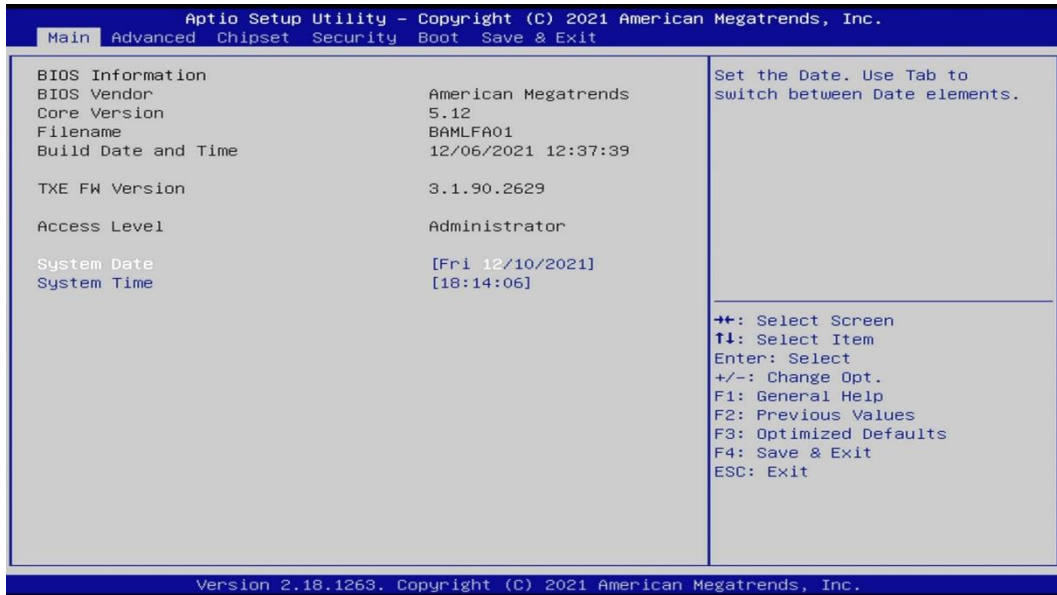 Aptio Setup Utility – Copyright (C) 2021 American Megatrends, Inc.
Main Advanced Chipset Security Boot Save & Exit
BIOS Information
BIOS Vendor American Megatrends
Core Version 5.12
Filename BAMLFA01
Build Date and Time 12/06/2021 12:37:39
TXE FW Version 3.1.90.2629
Access Level Administrator
System Date [Fri 12/10/2021]
System Time [18:14:06]
Set the Date. Use Tab to
switch between Date elements.
→←: Select Screen
↑↓: Select Item
Enter: Select
+/-: Change Opt.
F1: General Help
F2: Previous Values
F3: Optimized Defaults
F4: Save & Exit
ESC: Exit
Version 2.18.1263. Copyright (C) 2021 American Megatrends, Inc.